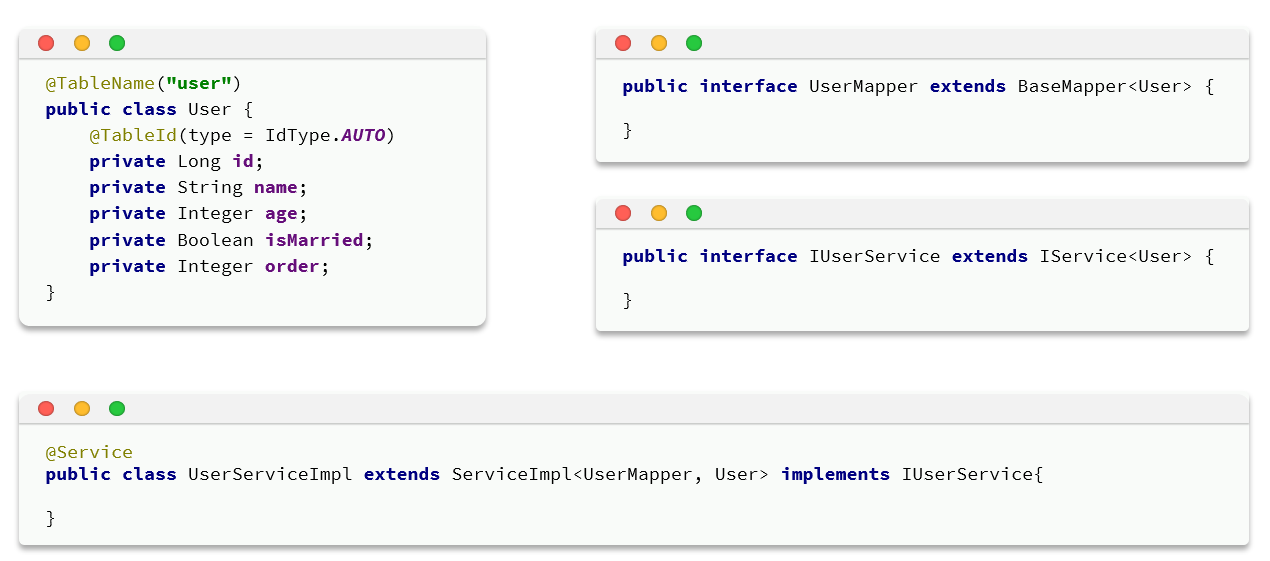 @TableName("user")
public class User {
    @TableId(type = IdType.AUTO)
    private Long id;
    private String name;
    private Integer age;
    private Boolean isMarried;
    private Integer order;
}
public interface UserMapper extends BaseMapper<User> {
}
public interface IUserService extends IService<User> {
}
@Service
public class UserServiceImpl extends ServiceImpl<UserMapper, User> implements IUserService{
}